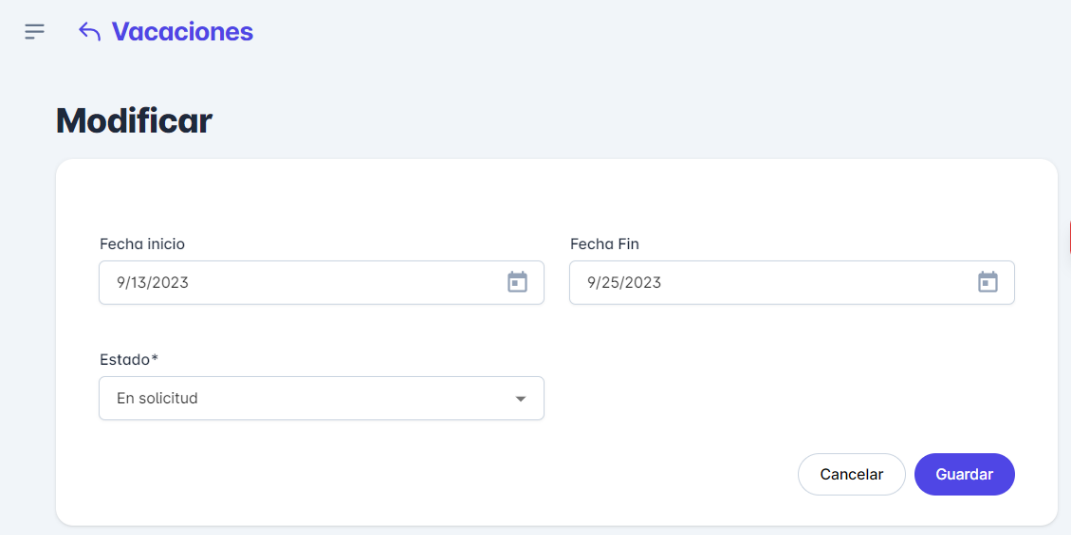 Vacaciones
Modificar
Fecha inicio
Fecha Fin
9/13/2023
9/25/2023
Estado*
En solicitud
Cancelar
Guardar